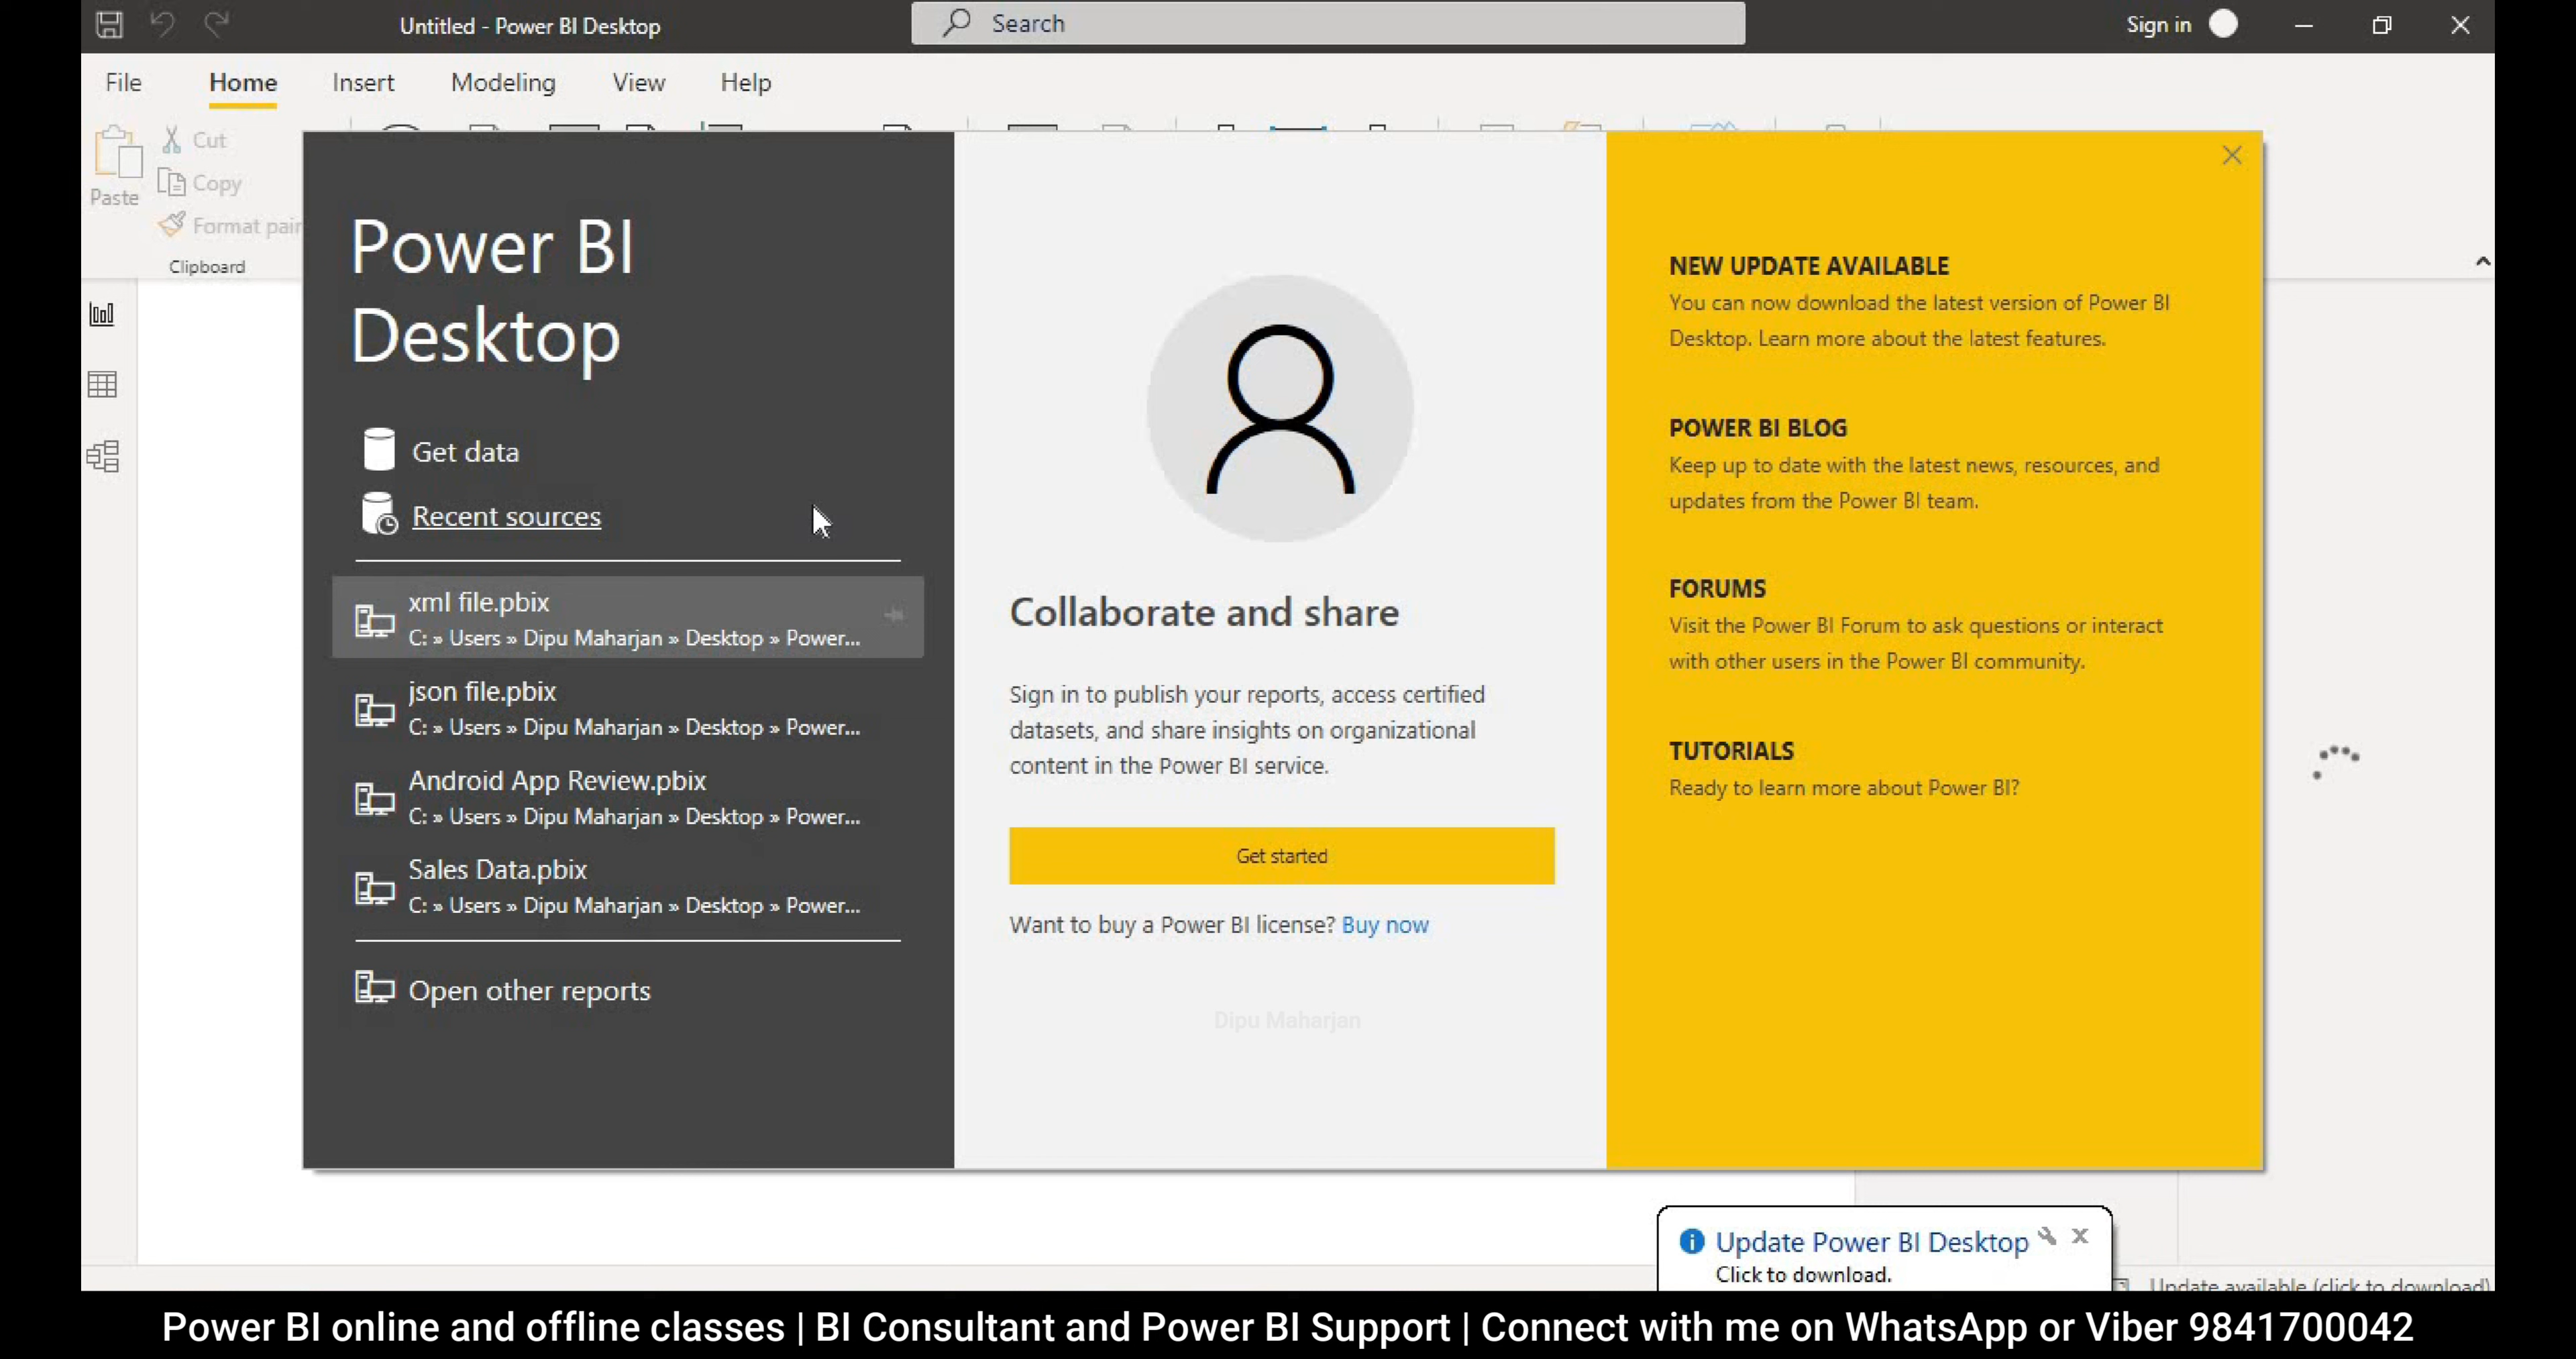 Untitled - Power BI Desktop
Search
Sign in
File
Home
Insert
Modeling
View
Help
Paste
Cut
Copy
Format pain
Clipboard
Power BI
Desktop
Get data
Recent sources
xml file.pbix
C: » Users » Dipu Maharjan » Desktop » Power...
json file.pbix
C: » Users » Dipu Maharjan » Desktop » Power...
Android App Review.pbix
C: » Users » Dipu Maharjan » Desktop » Power...
Sales Data.pbix
C: » Users » Dipu Maharjan » Desktop » Power...
Open other reports
Collaborate and share
Sign in to publish your reports, access certified
datasets, and share insights on organizational
content in the Power BI service.
Get started
Want to buy a Power BI license? Buy now
Dipu Maharjan
NEW UPDATE AVAILABLE
You can now download the latest version of Power BI
Desktop. Learn more about the latest features.
POWER BI BLOG
Keep up to date with the latest news, resources, and
updates from the Power BI team.
FORUMS
Visit the Power BI Forum to ask questions or interact
with other users in the Power BI community.
TUTORIALS
Ready to learn more about Power BI?
Update Power BI Desktop
Click to download.
Update available (click to download)
Power BI online and offline classes | BI Consultant and Power BI Support | Connect with me on WhatsApp or Viber 9841700042